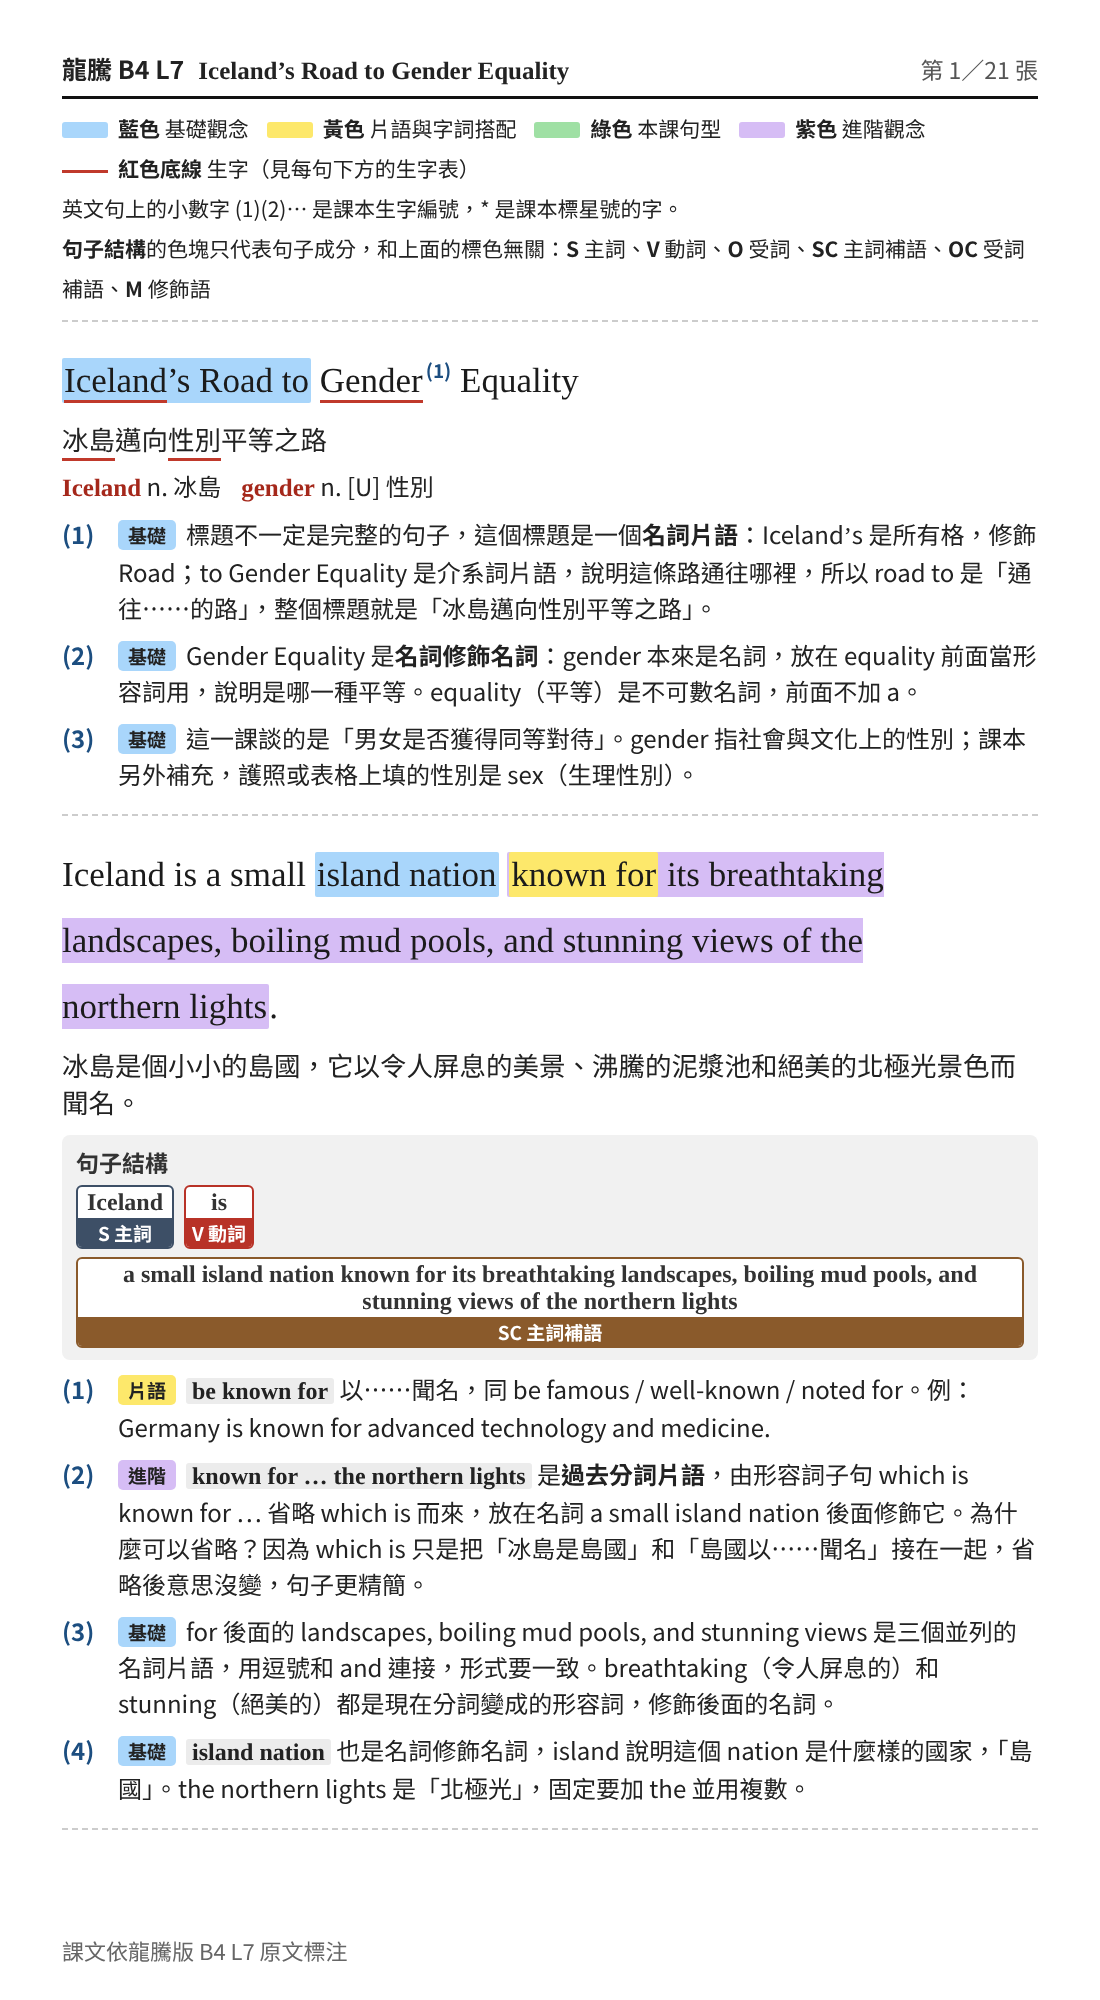 龍騰 B4 L7 Iceland’s Road to Gender Equality 第 1／21 張
藍色 基礎觀念 黃色 片語與字詞搭配 綠色 本課句型 紫色 進階觀念
紅色底線 生字（見每句下方的生字表）
英文句上的小數字 (1)(2)⋯ 是課本生字編號，* 是課本標星號的字。
句子結構的色塊只代表句子成分，和上面的標色無關：S 主詞、V 動詞、O 受詞、SC 主詞補語、OC 受詞
補語、M 修飾語
Iceland’s Road to Gender(1) Equality
冰島邁向性別平等之路
Iceland n. 冰島 gender n. [U] 性別
(1) 基礎 標題不一定是完整的句子，這個標題是一個名詞片語：Iceland’s 是所有格，修飾
Road；to Gender Equality 是介系詞片語，說明這條路通往哪裡，所以 road to 是「通
往⋯⋯的路」，整個標題就是「冰島邁向性別平等之路」。
(2) 基礎 Gender Equality 是名詞修飾名詞：gender 本來是名詞，放在 equality 前面當形
容詞用，說明是哪一種平等。equality（平等）是不可數名詞，前面不加 a。
(3) 基礎 這一課談的是「男女是否獲得同等對待」。gender 指社會與文化上的性別；課本
另外補充，護照或表格上填的性別是 sex（生理性別）。
Iceland is a small island nation known for its breathtaking
landscapes, boiling mud pools, and stunning views of the
northern lights.
冰島是個小小的島國，它以令人屏息的美景、沸騰的泥漿池和絕美的北極光景色而
聞名。
句子結構
Iceland is
S 主詞 V 動詞
a small island nation known for its breathtaking landscapes, boiling mud pools, and
stunning views of the northern lights
SC 主詞補語
(1) 片語 be known for 以⋯⋯聞名，同 be famous / well-known / noted for。例：
Germany is known for advanced technology and medicine.
(2) 進階 known for … the northern lights 是過去分詞片語，由形容詞子句 which is
known for … 省略 which is 而來，放在名詞 a small island nation 後面修飾它。為什
麼可以省略？因為 which is 只是把「冰島是島國」和「島國以⋯⋯聞名」接在一起，省
略後意思沒變，句子更精簡。
(3) 基礎 for 後面的 landscapes, boiling mud pools, and stunning views 是三個並列的
名詞片語，用逗號和 and 連接，形式要一致。breathtaking（令人屏息的）和
stunning（絕美的）都是現在分詞變成的形容詞，修飾後面的名詞。
(4) 基礎 island nation 也是名詞修飾名詞，island 說明這個 nation 是什麼樣的國家，「島
國」。the northern lights 是「北極光」，固定要加 the 並用複數。
課文依龍騰版 B4 L7 原文標注